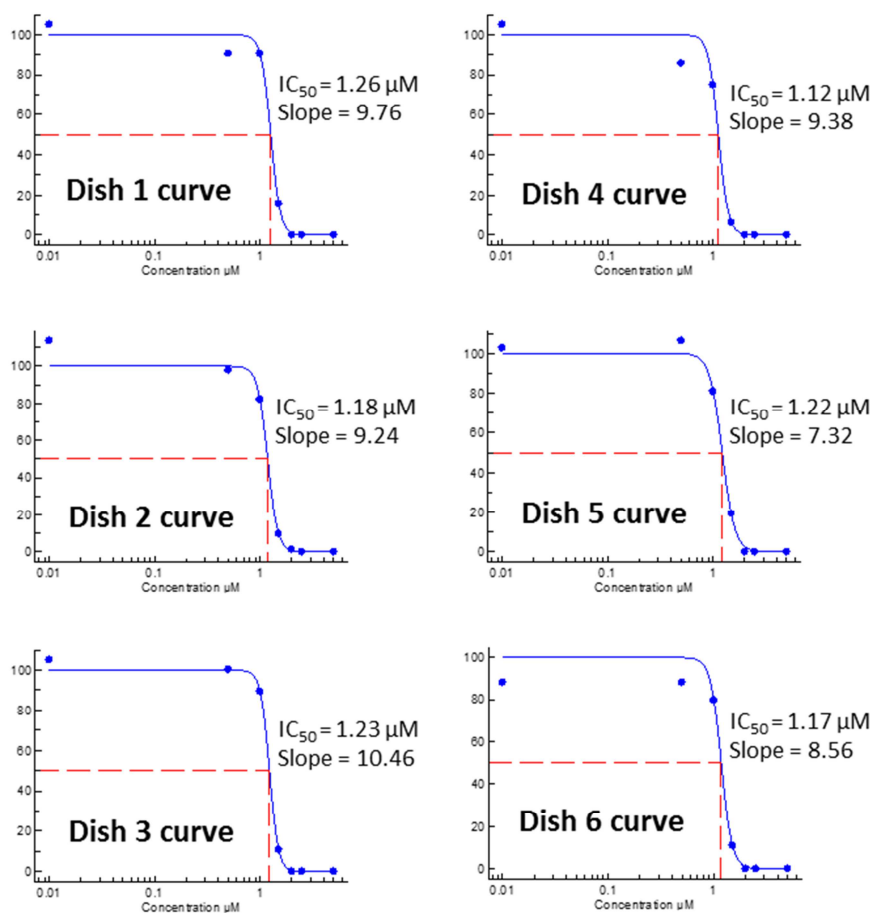 100
80
60
40
20
0
IC50 = 1.26 µM
Slope = 9.76
Dish 1 curve
0.01 0.1 1
Concentration µM
100
80
60
40
20
0
IC50 = 1.12 µM
Slope = 9.38
Dish 4 curve
0.01 0.1 1
Concentration µM
100
80
60
40
20
0
IC50 = 1.18 µM
Slope = 9.24
Dish 2 curve
0.01 0.1 1
Concentration µM
100
80
60
40
20
0
IC50 = 1.22 µM
Slope = 7.32
Dish 5 curve
0.01 0.1 1
Concentration µM
100
80
60
40
20
0
IC50 = 1.23 µM
Slope = 10.46
Dish 3 curve
0.01 0.1 1
Concentration µM
100
80
60
40
20
0
IC50 = 1.17 µM
Slope = 8.56
Dish 6 curve
0.01 0.1 1
Concentration µM